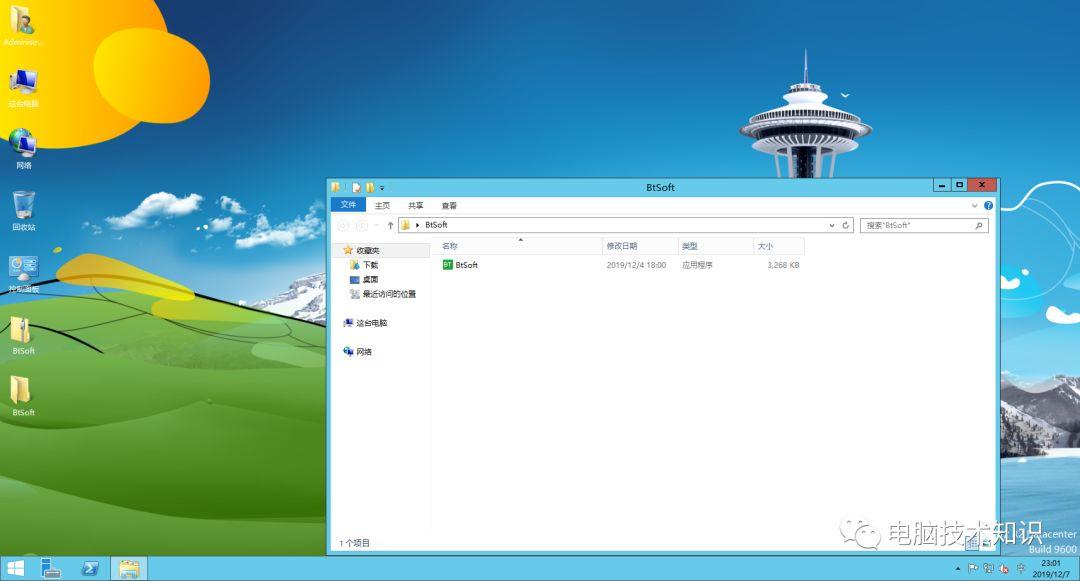 Administr...
这台电脑
网络
回收站
控制面板
BtSoft
BtSoft
BtSoft
文件 主页 共享 查看
BtSoft
搜索"BtSoft"
名称 修改日期 类型 大小
BT BtSoft 2019/12/4 18:00 应用程序 3,268 KB
收藏夹
下载
桌面
最近访问的位置
这台电脑
网络
1 个项目
电脑技术知识
Build 9600
中
23:01
2019/12/7